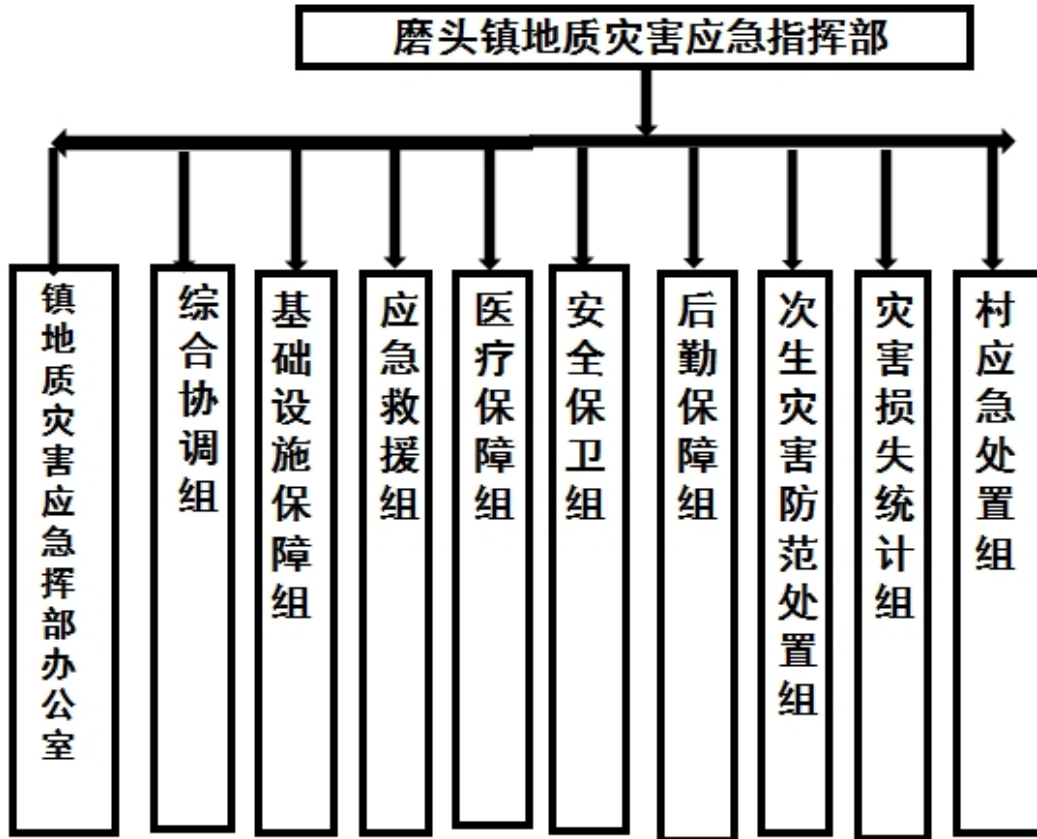 磨头镇地质灾害应急指挥部
镇地质灾害应急挥部办公室
综合协调组
基础设施保障组
应急救援组
医疗保障组
安全保卫组
后勤保障组
次生灾害防范处置组
灾害损失统计组
村应急处置组